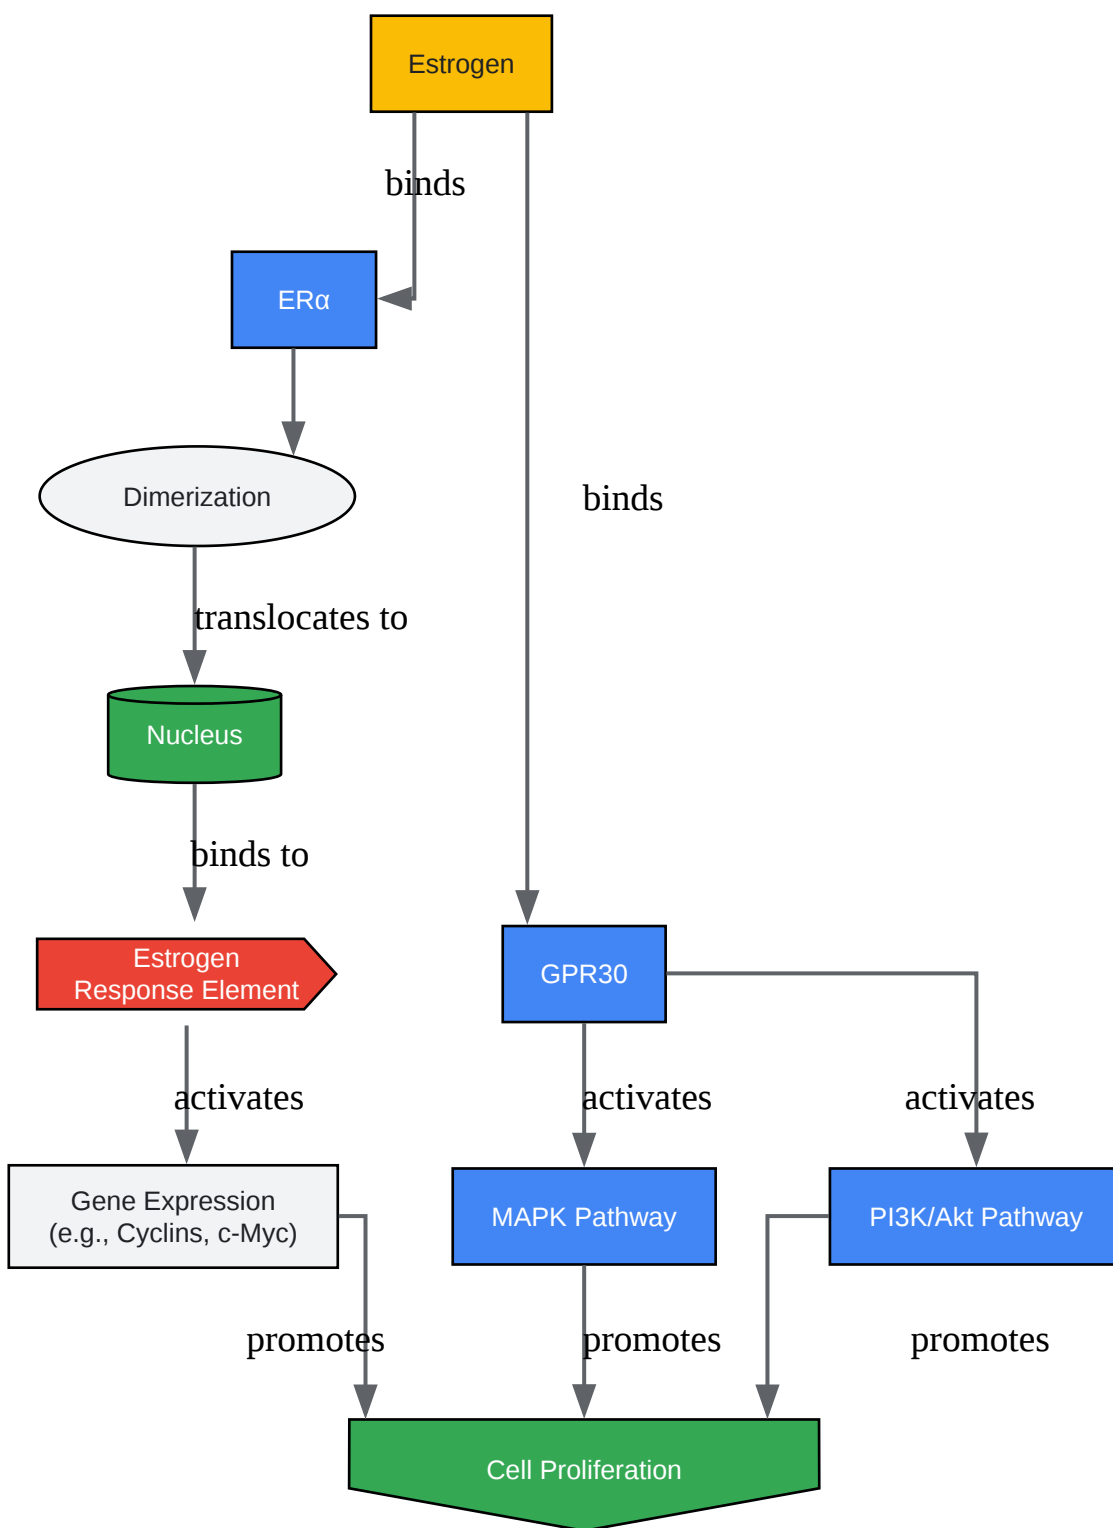 Estrogen
binds
ERα
Dimerization
binds
translocates to
Nucleus
binds to
Estrogen
Response Element
GPR30
activates
activates
activates
Gene Expression
(e.g., Cyclins, c-Myc)
MAPK Pathway
PI3K/Akt Pathway
promotes
promotes
promotes
Cell Proliferation